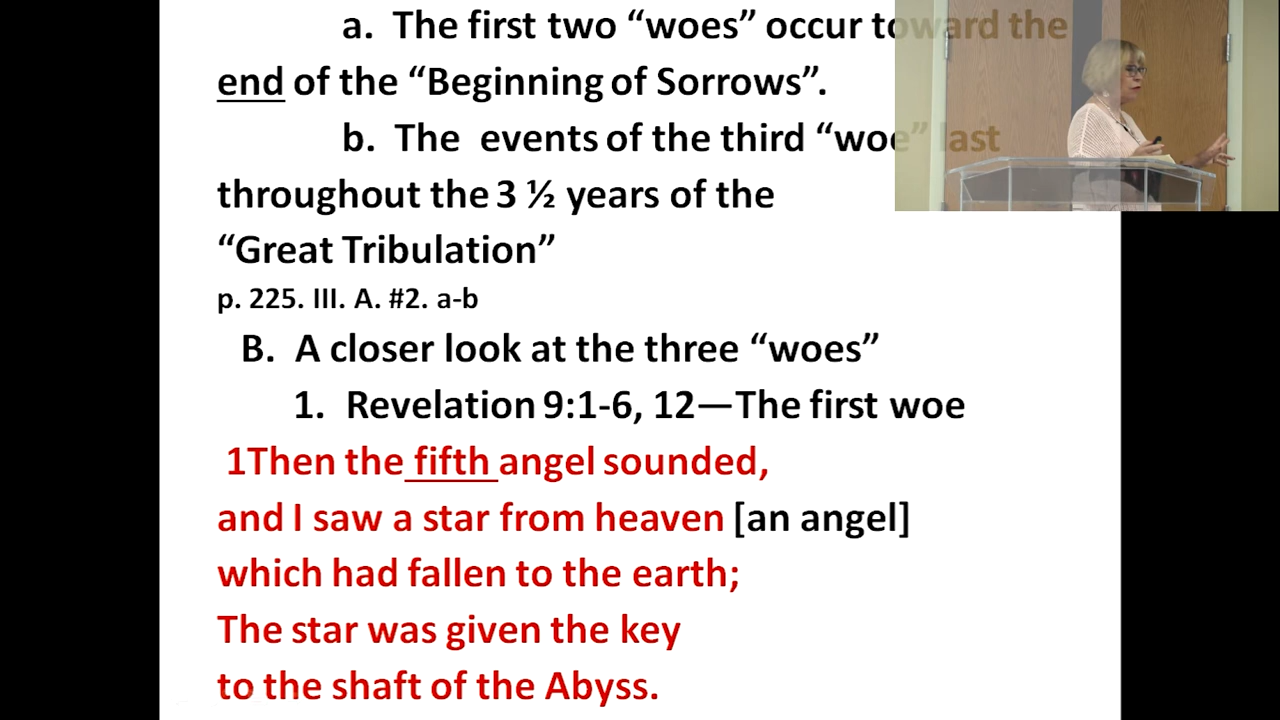 a. The first two “woes” occur toward the
end of the “Beginning of Sorrows”.
b. The events of the third “woe” last
throughout the 3 ½ years of the
“Great Tribulation”
p. 225. III. A. #2. a-b
B. A closer look at the three “woes”
1. Revelation 9:1-6, 12—The first woe
1Then the fifth angel sounded,
and I saw a star from heaven [an angel]
which had fallen to the earth;
The star was given the key
to the shaft of the Abyss.